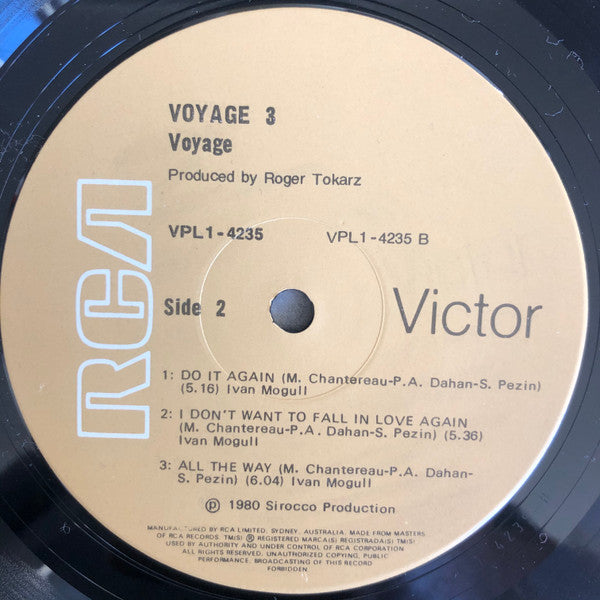 VOYAGE 3
Voyage
Produced by Roger Tokarz
VPL1-4235
VPL1-4235 B
RCA
Side 2
Victor
1: DO IT AGAIN (M. Chantereau-P.A. Dahan-S. Pezin)
(5.16) Ivan Mogull
2: I DON'T WANT TO FALL IN LOVE AGAIN
(M. Chantereau-P.A. Dahan-S. Pezin) (5.36)
Ivan Mogull
3: ALL THE WAY (M. Chantereau-P.A. Dahan-
S. Pezin) (6.04) Ivan Mogull
℗ 1980 Sirocco Production
MANUFACTURED BY RCA LIMITED, SYDNEY, AUSTRALIA. MADE FROM MASTERS
OF RCA RECORDS. TM(S) ® REGISTERED MARCA(S) REGISTRADA(S) TM(S)
USED BY AUTHORITY AND UNDER CONTROL OF RCA CORPORATION
ALL RIGHTS RESERVED. UNAUTHORIZED COPYING, PUBLIC
PERFORMANCE, BROADCASTING OF THIS RECORD
FORBIDDEN